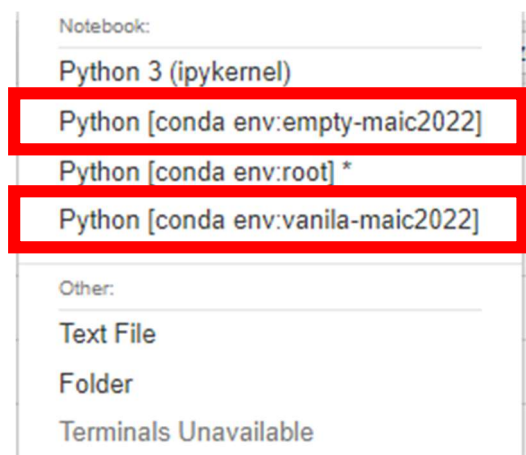 Notebook:
Python 3 (ipykernel)
Python [conda env:empty-maic2022]
Python [conda env:root] *
Python [conda env:vanila-maic2022]
Other:
Text File
Folder
Terminals Unavailable